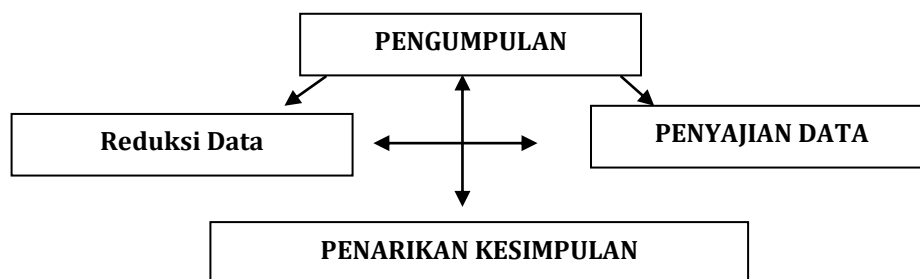 PENGUMPULAN
Reduksi Data
PENYAJIAN DATA
PENARIKAN KESIMPULAN